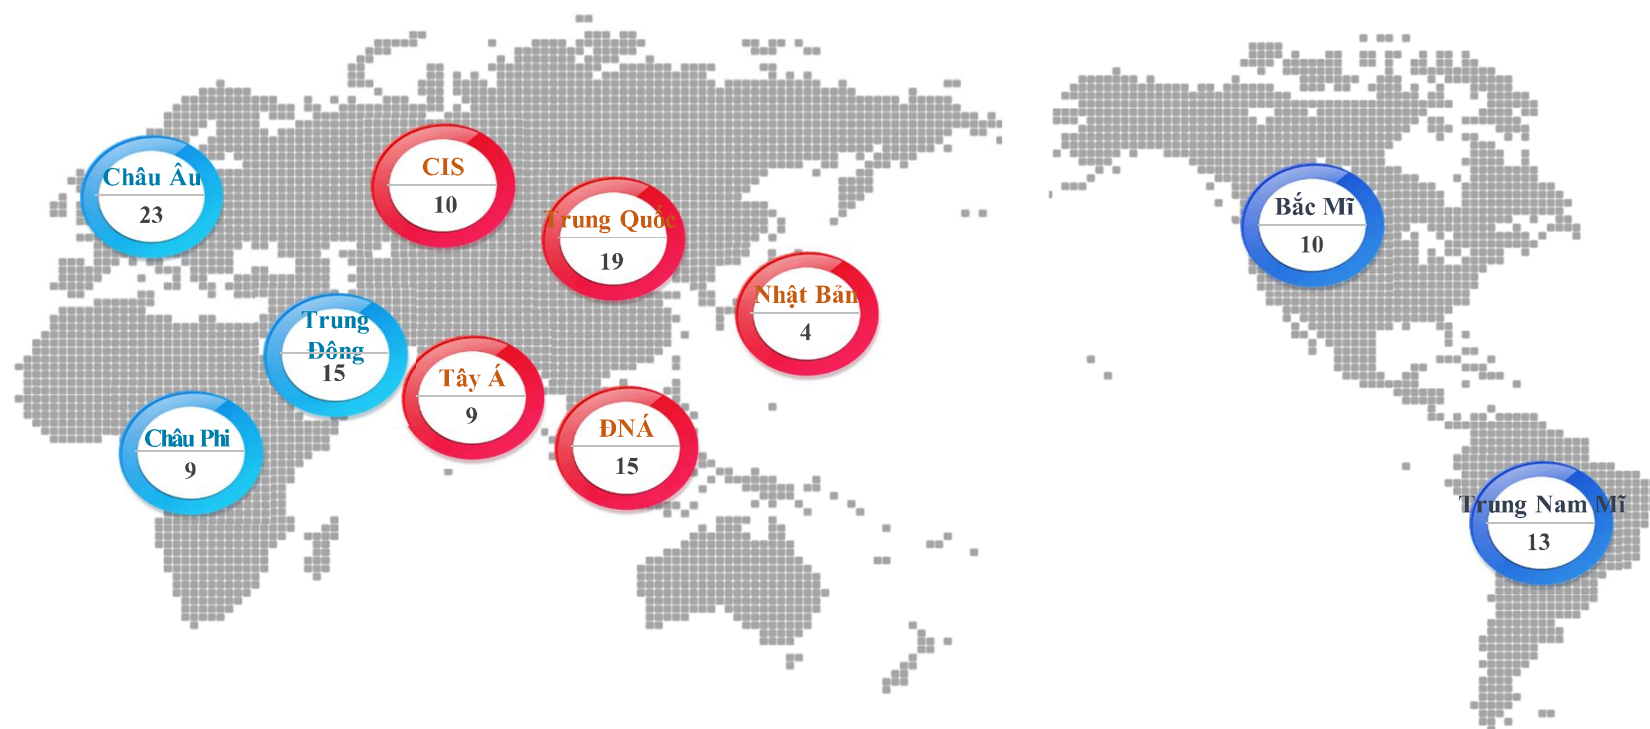 Châu Âu
23
CIS
10
Trung Quốc
19
Nhật Bản
4
Trung
Đông
15
Tây Á
9
Châu Phi
9
ĐNÁ
15
Bắc Mĩ
10
Trung Nam Mĩ
13